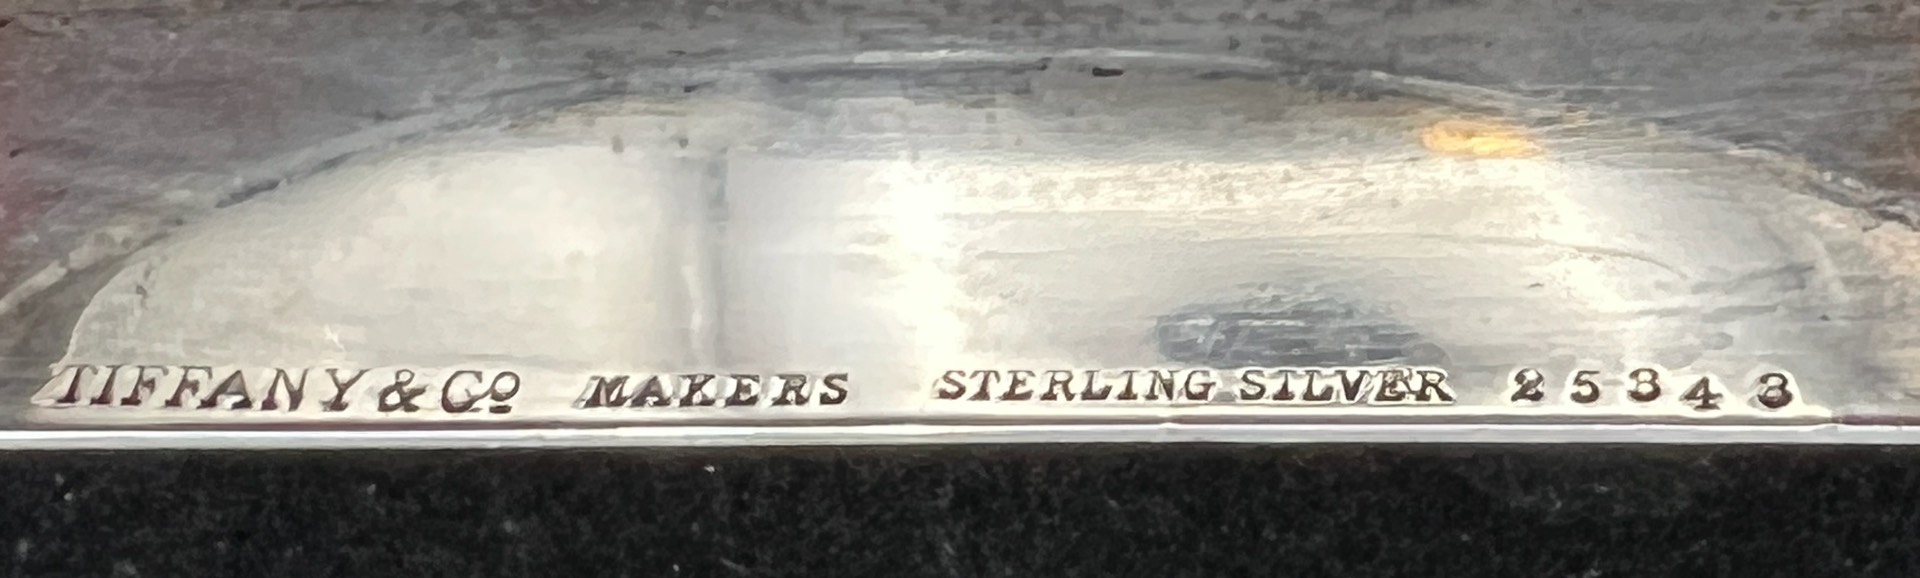 TIFFANY & Cº MAKERS STERLING SILVER 25343